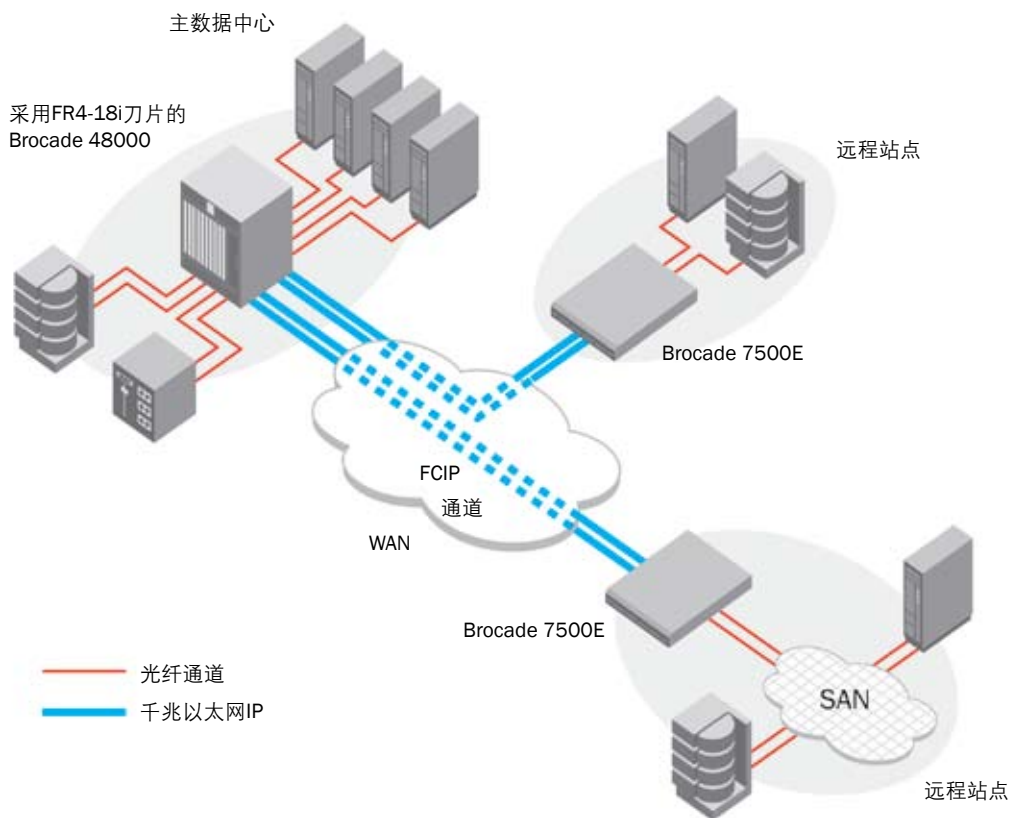 主数据中心
采用FR4-18i刀片的
Brocade 48000
远程站点
Brocade 7500E
FCIP
通道
WAN
Brocade 7500E
光纤通道
千兆以太网IP
SAN
远程站点